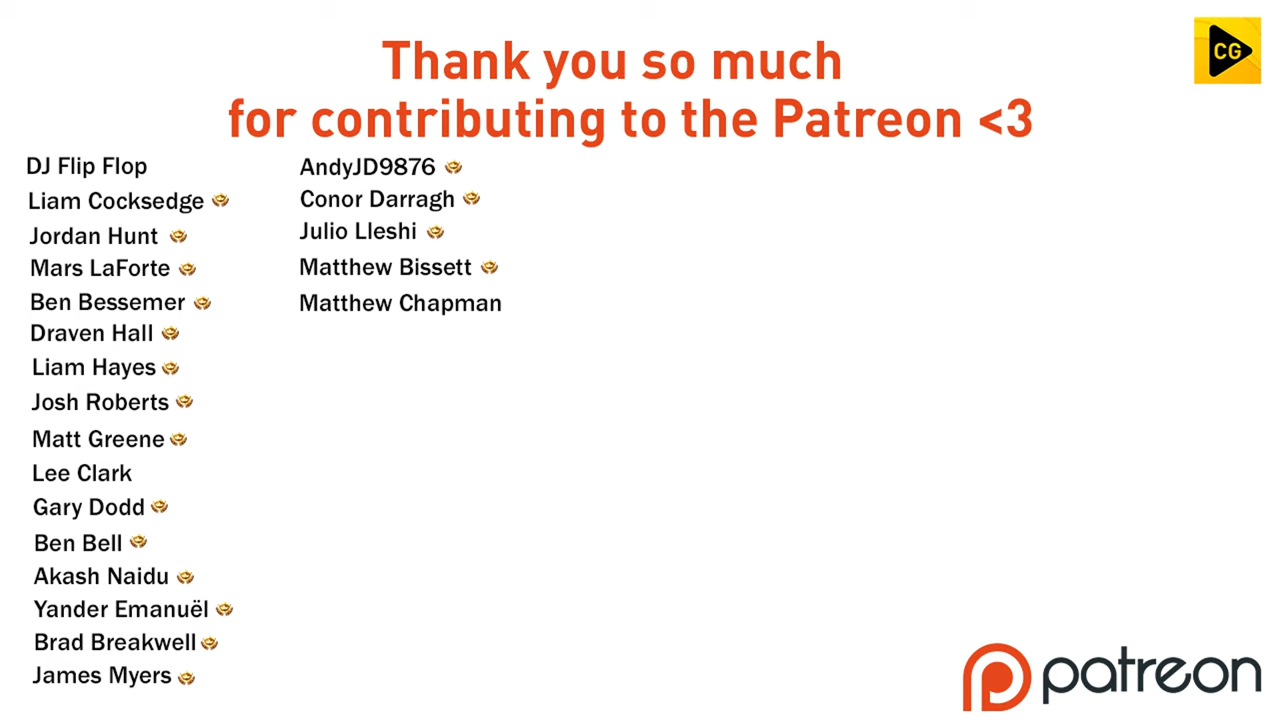 Thank you so much
for contributing to the Patreon <3
CG
DJ Flip Flop
Liam Cocksedge
Jordan Hunt
Mars LaForte
Ben Bessemer
Draven Hall
Liam Hayes
Josh Roberts
Matt Greene
Lee Clark
Gary Dodd
Ben Bell
Akash Naidu
Yander Emanuël
Brad Breakwell
James Myers
AndyJD9876
Conor Darragh
Julio Lleshi
Matthew Bissett
Matthew Chapman
patreon